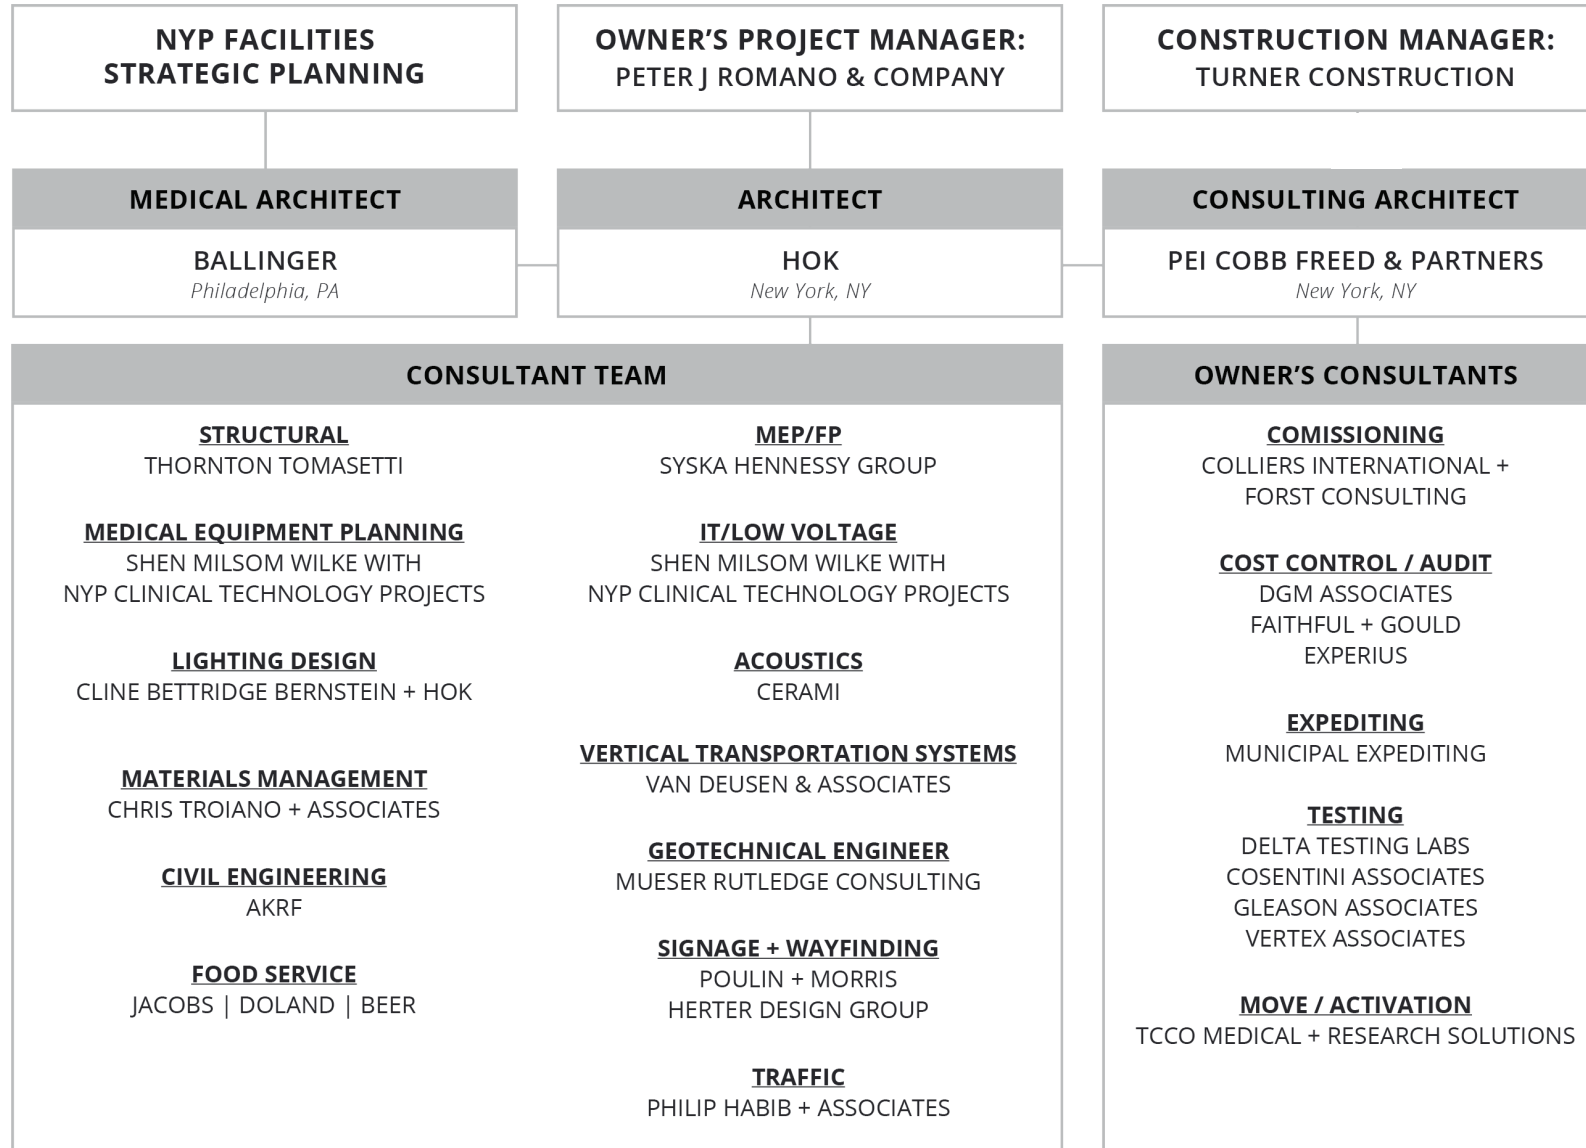 NYP FACILITIES
STRATEGIC PLANNING
OWNER’S PROJECT MANAGER:
PETER J ROMANO & COMPANY
CONSTRUCTION MANAGER:
TURNER CONSTRUCTION
MEDICAL ARCHITECT
BALLINGER
Philadelphia, PA
ARCHITECT
HOK
New York, NY
CONSULTING ARCHITECT
PEI COBB FREED & PARTNERS
New York, NY
CONSULTANT TEAM
STRUCTURAL
THORNTON TOMASETTI
MEDICAL EQUIPMENT PLANNING
SHEN MILSOM WILKE WITH
NYP CLINICAL TECHNOLOGY PROJECTS
LIGHTING DESIGN
CLINE BETTRIDGE BERNSTEIN + HOK
MATERIALS MANAGEMENT
CHRIS TROIANO + ASSOCIATES
CIVIL ENGINEERING
AKRF
FOOD SERVICE
JACOBS | DOLAND | BEER
MEP/FP
SYSKA HENNESSY GROUP
IT/LOW VOLTAGE
SHEN MILSOM WILKE WITH
NYP CLINICAL TECHNOLOGY PROJECTS
ACOUSTICS
CERAMI
VERTICAL TRANSPORTATION SYSTEMS
VAN DEUSEN & ASSOCIATES
GEOTECHNICAL ENGINEER
MUESER RUTLEDGE CONSULTING
SIGNAGE + WAYFINDING
POULIN + MORRIS
HERTER DESIGN GROUP
TRAFFIC
PHILIP HABIB + ASSOCIATES
OWNER’S CONSULTANTS
COMISSIONING
COLLIERS INTERNATIONAL +
FORST CONSULTING
COST CONTROL / AUDIT
DGM ASSOCIATES
FAITHFUL + GOULD
EXPERIUS
EXPEDITING
MUNICIPAL EXPEDITING
TESTING
DELTA TESTING LABS
COSENTINI ASSOCIATES
GLEASON ASSOCIATES
VERTEX ASSOCIATES
MOVE / ACTIVATION
TCCO MEDICAL + RESEARCH SOLUTIONS